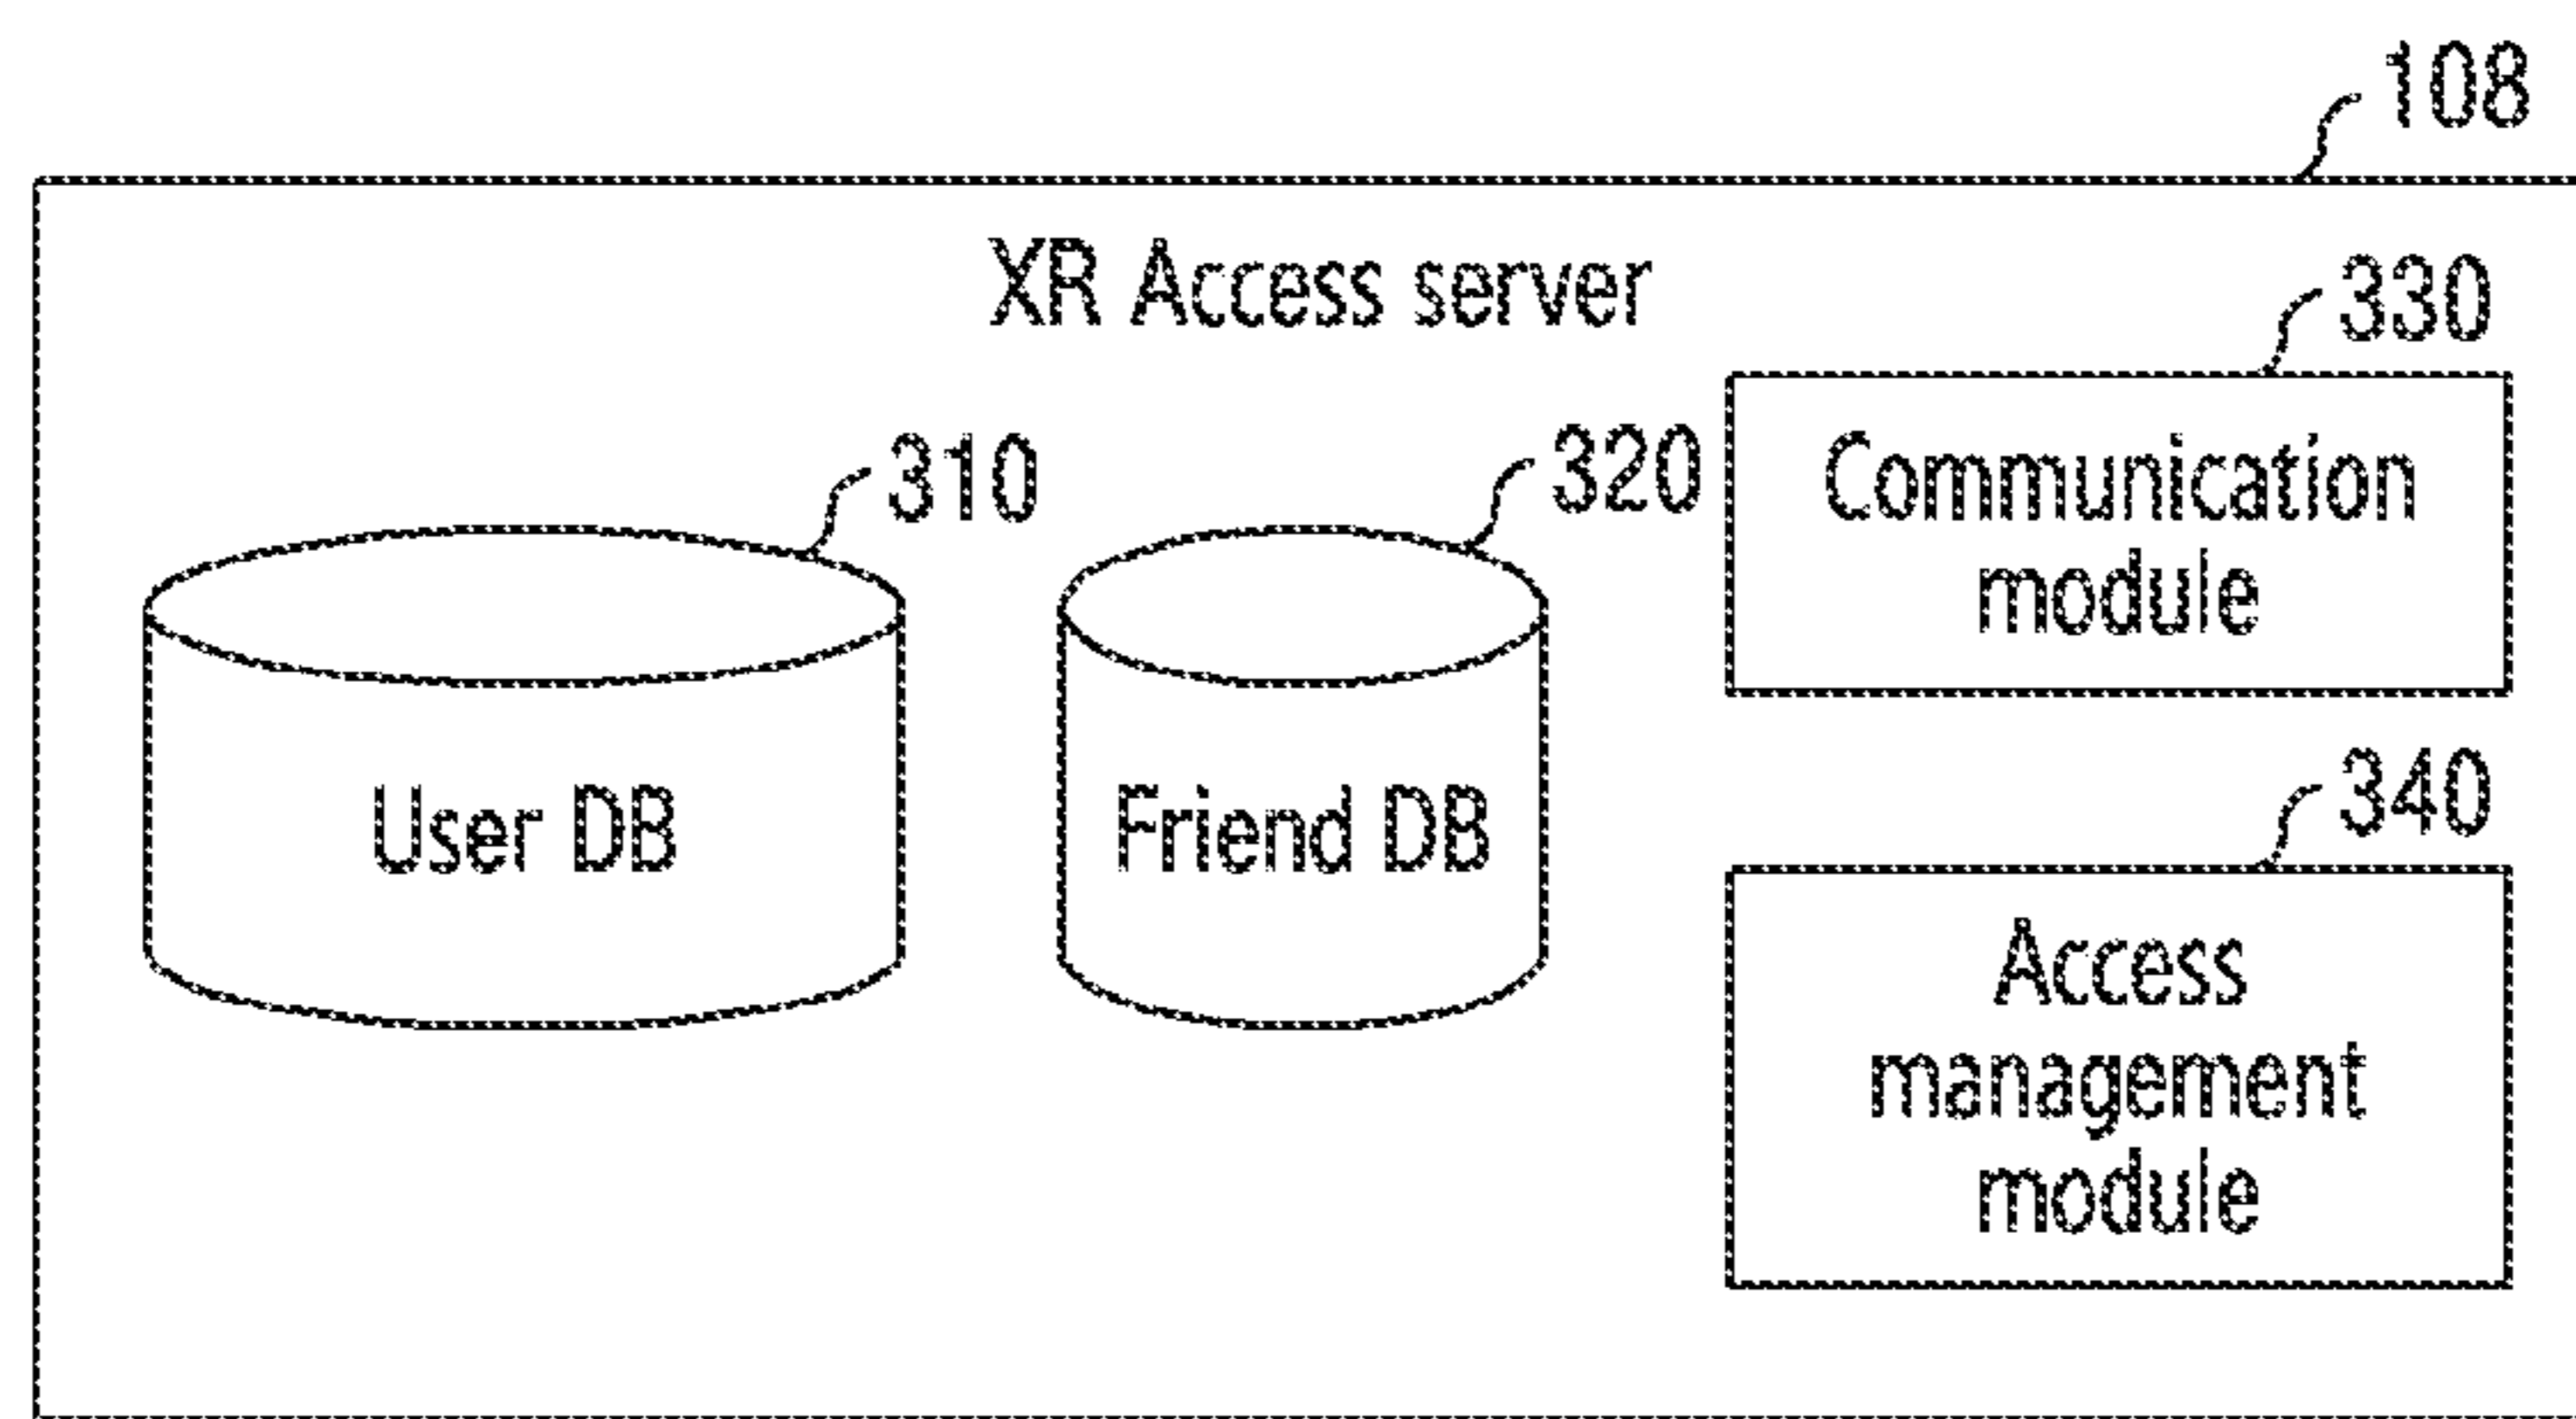 108
XR Access server
330
310
320
Communication
module
User DB
Friend DB
340
Access
management
module